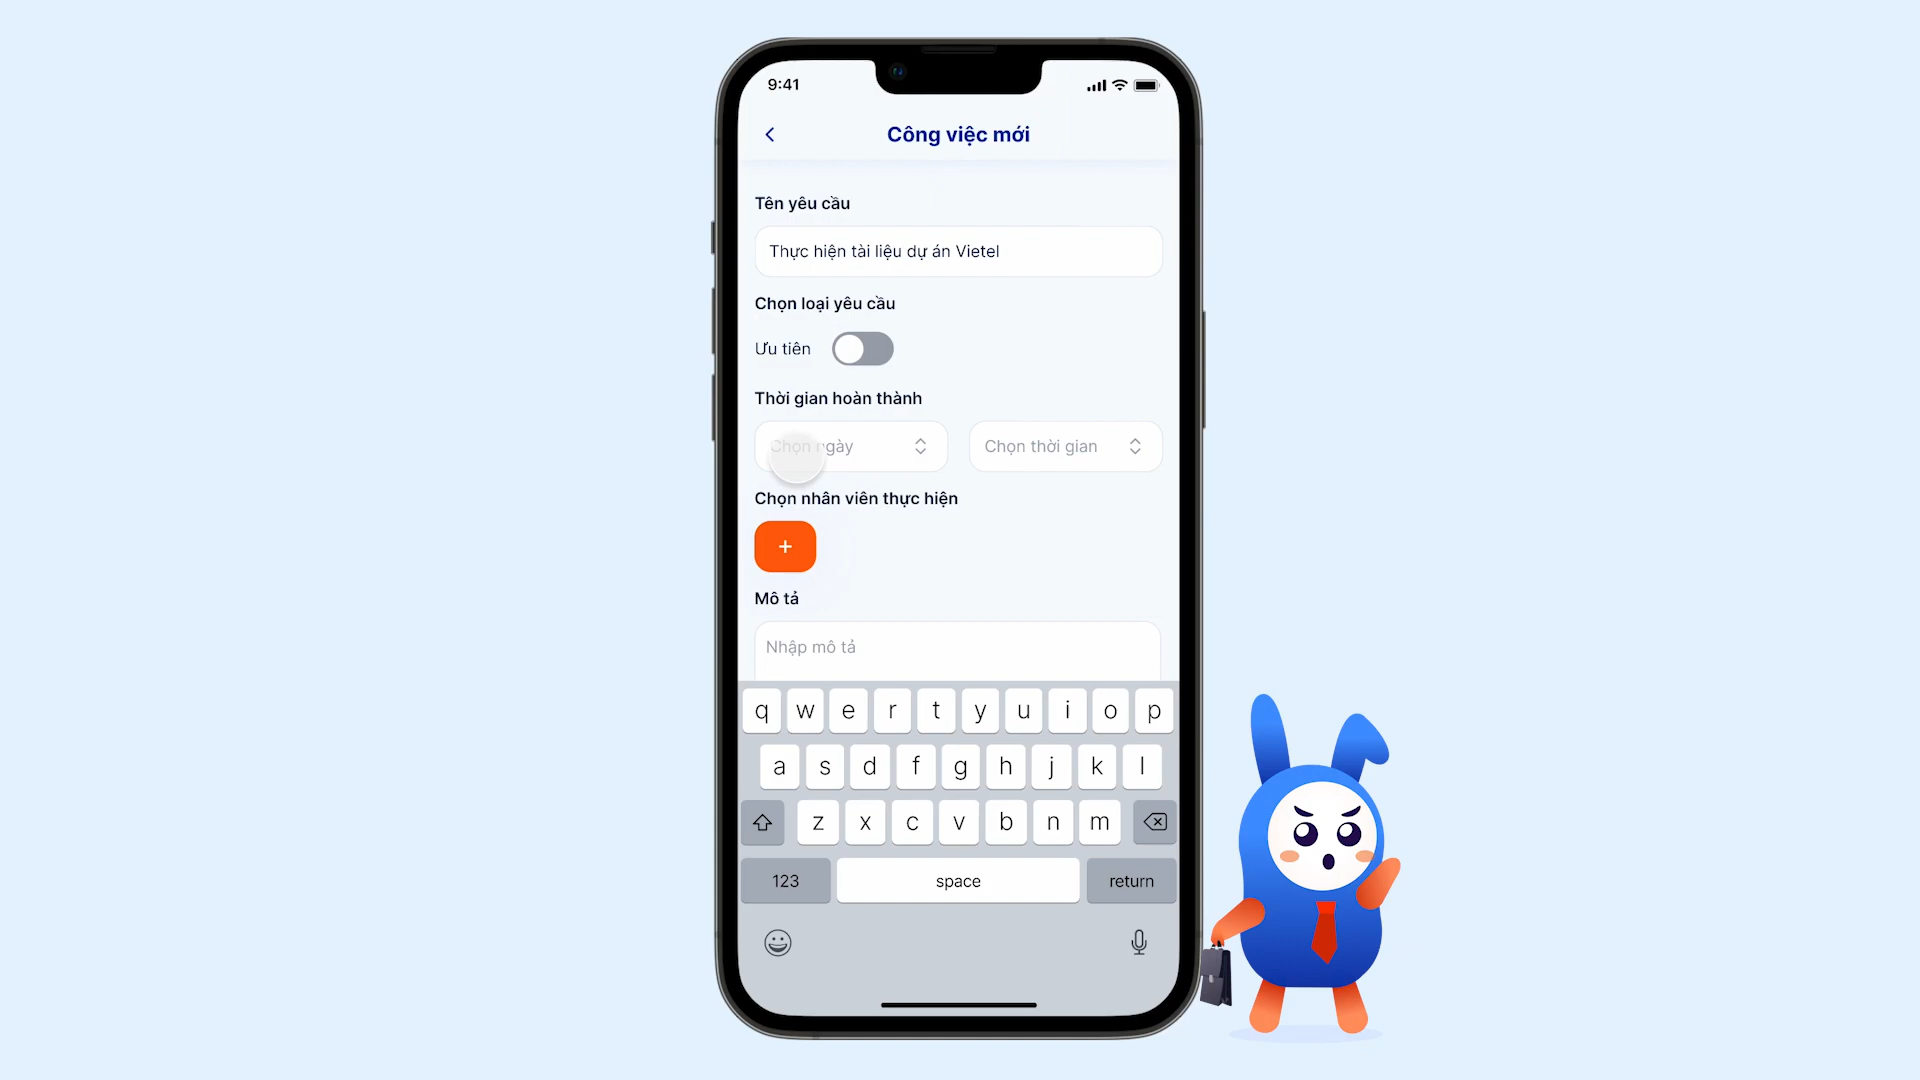 9:41
Công việc mới
Tên yêu cầu
Thực hiện tài liệu dự án Vietel
Chọn loại yêu cầu
Ưu tiên
Thời gian hoàn thành
Chọn ngày
Chọn thời gian
Chọn nhân viên thực hiện
+
Mô tả
Nhập mô tả
q w e r t y u i o p
a s d f g h j k l
z x c v b n m
123 space return